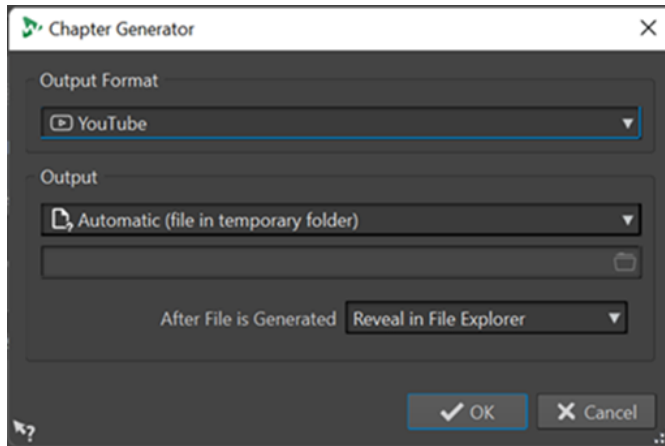 Chapter Generator
Output Format
YouTube
Output
Automatic (file in temporary folder)
After File is Generated Reveal in File Explorer
OK Cancel